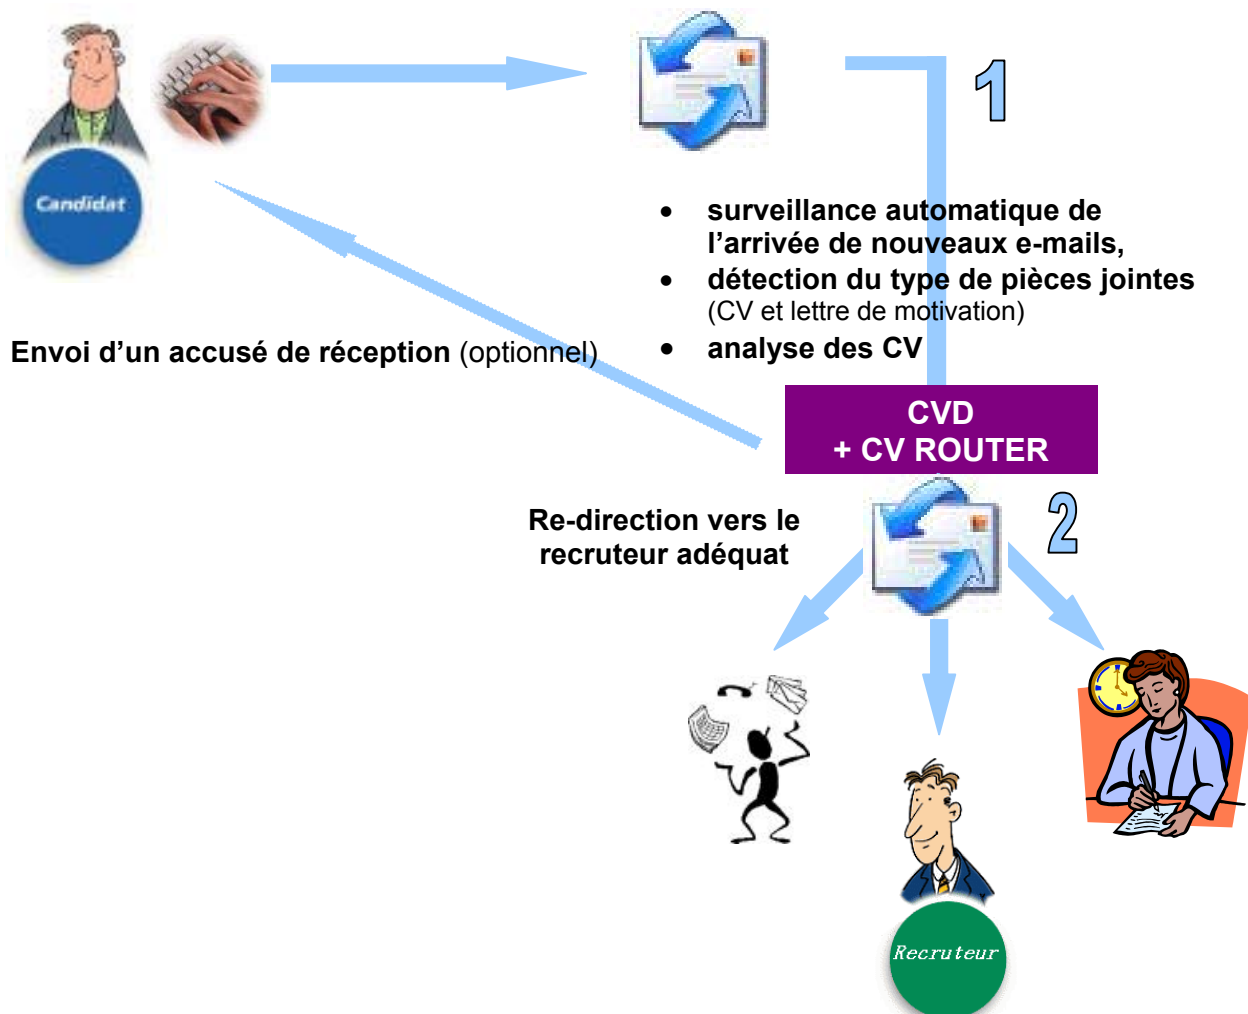 1
Candidat
• surveillance automatique de
l’arrivée de nouveaux e-mails,
• détection du type de pièces jointes
(CV et lettre de motivation)
• analyse des CV
Envoi d’un accusé de réception (optionnel)
CVD
+ CV ROUTER
2
Re-direction vers le
recruteur adéquat
Recruteur